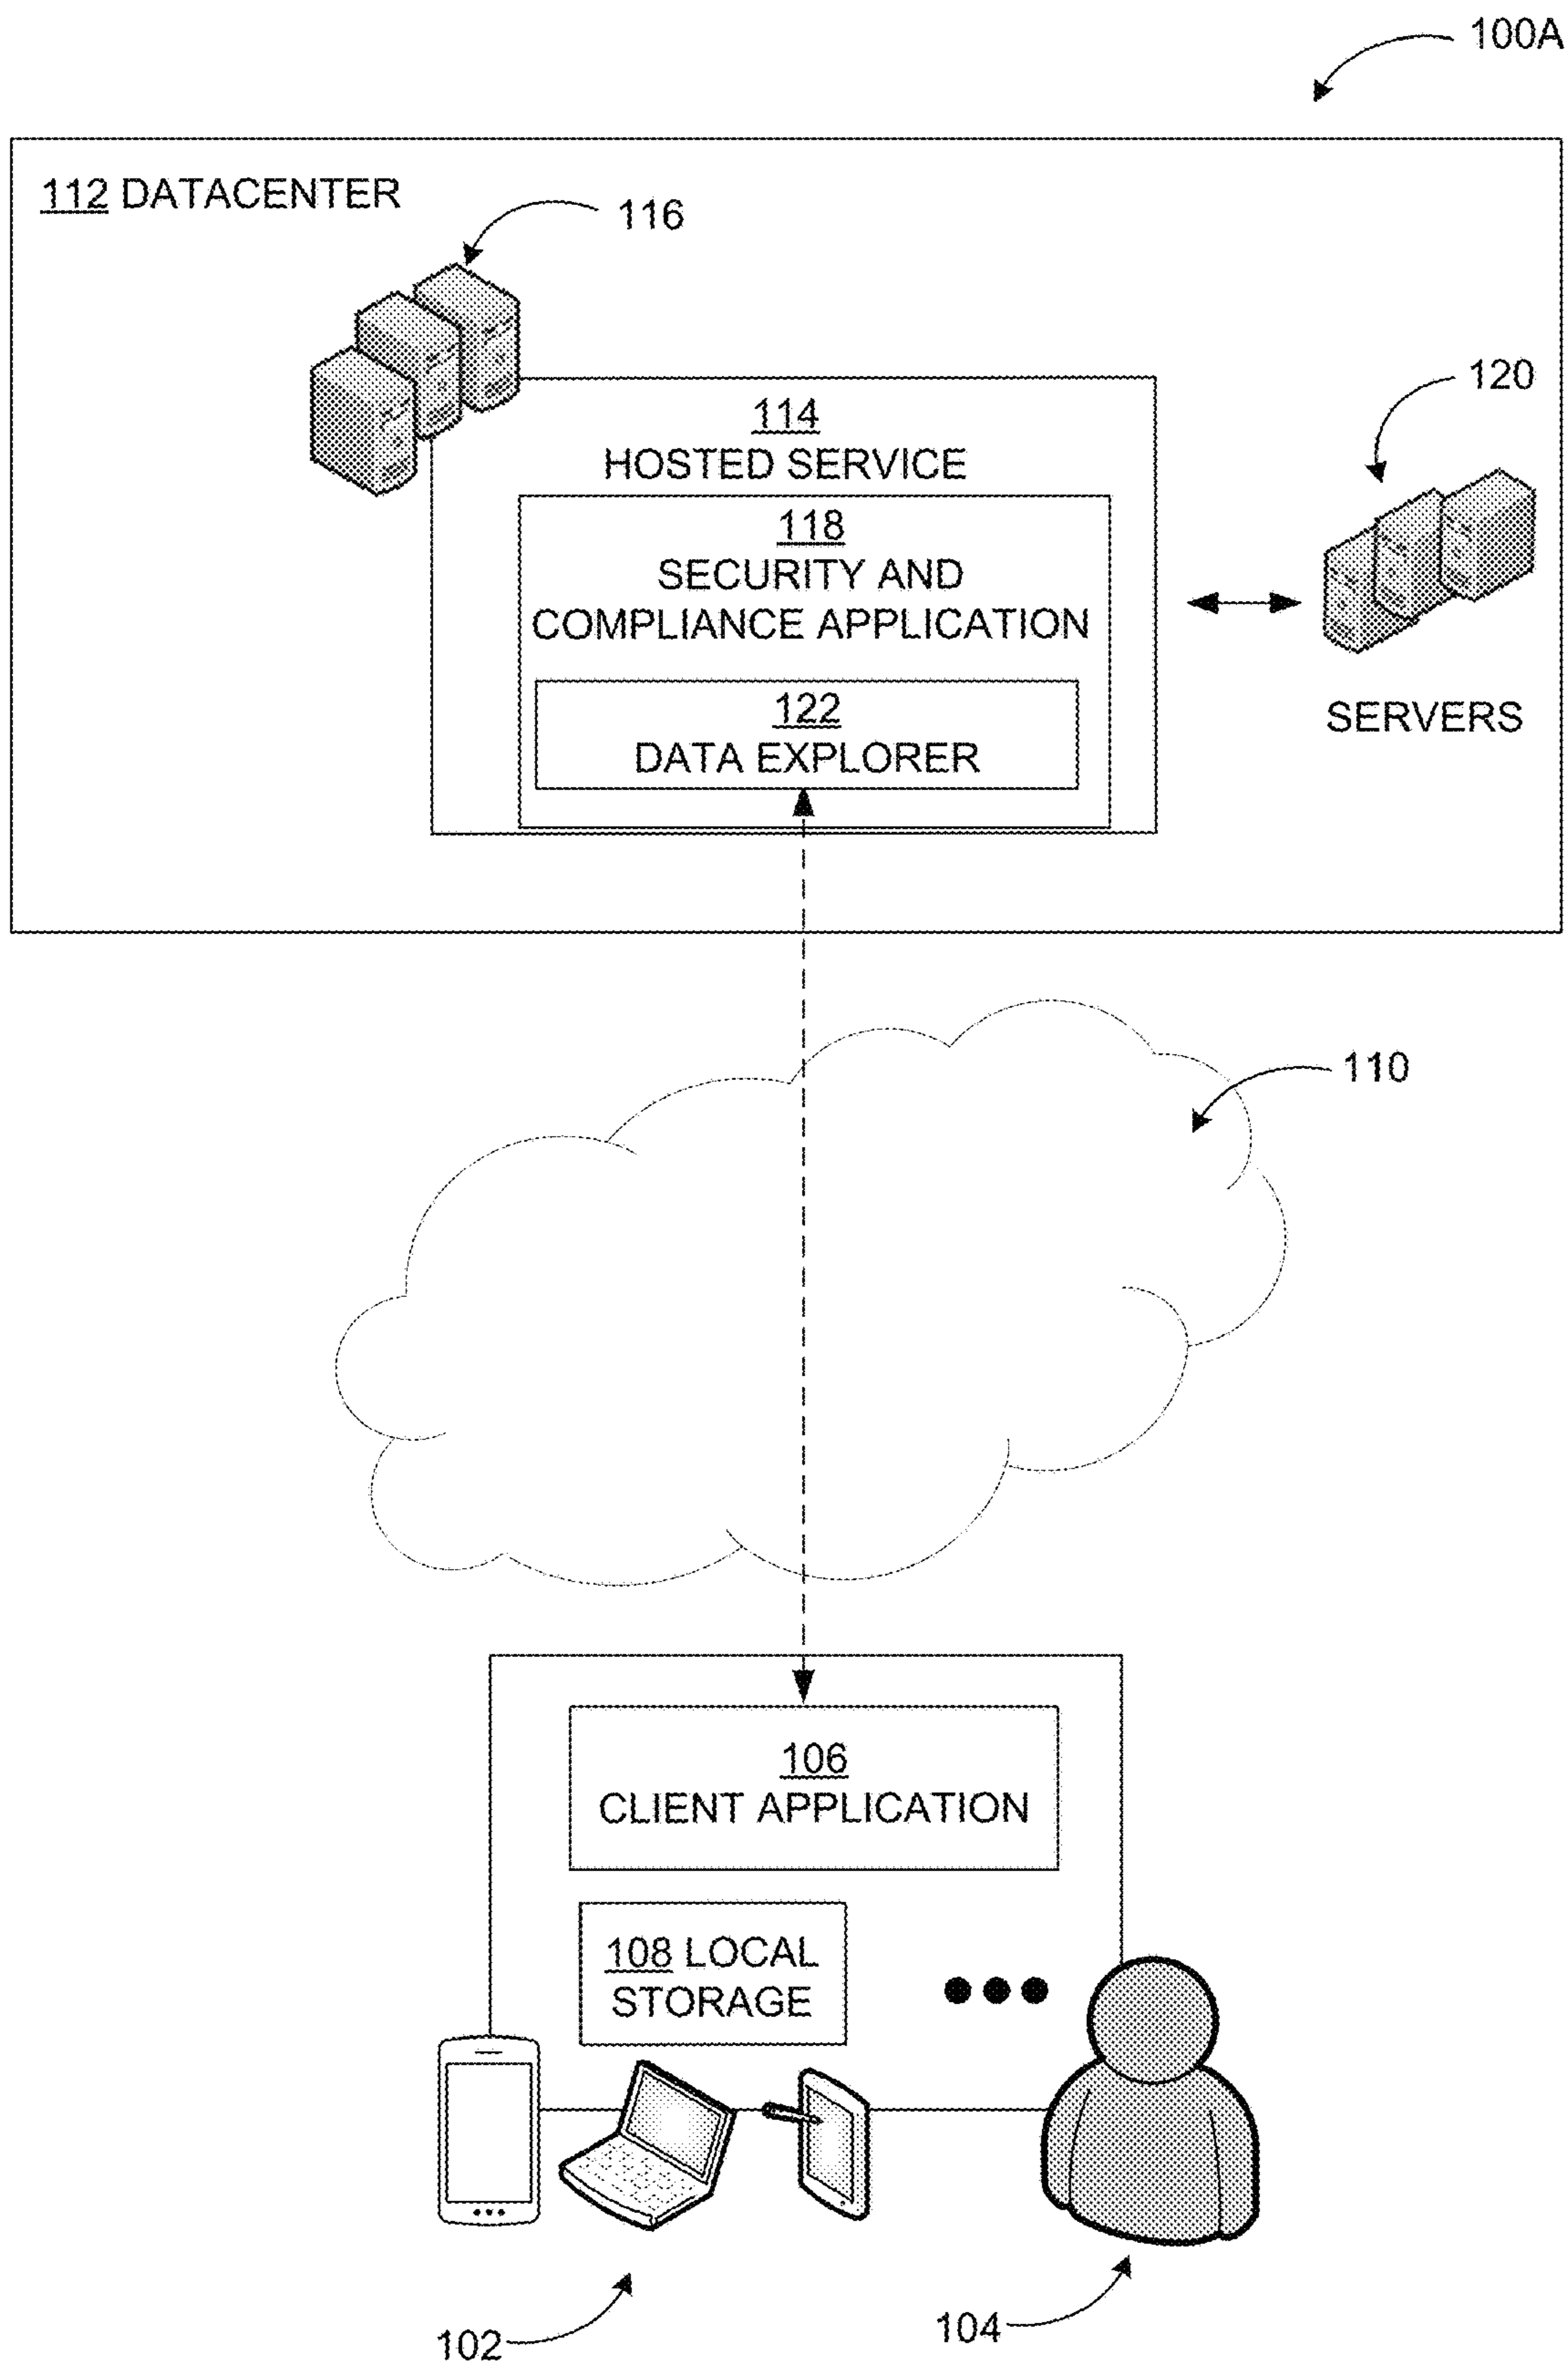 100A
112 DATACENTER
116
120
114
HOSTED SERVICE
118
SECURITY AND
COMPLIANCE APPLICATION
122
DATA EXPLORER
SERVERS
110
106
CLIENT APPLICATION
108 LOCAL
STORAGE
102
104